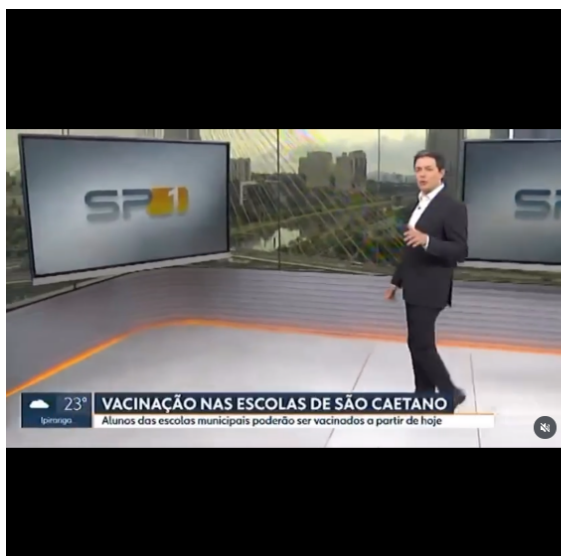 SP1
SP
23°
Ipiranga
VACINAÇÃO NAS ESCOLAS DE SÃO CAETANO
Alunos das escolas municipais poderão ser vacinados a partir de hoje